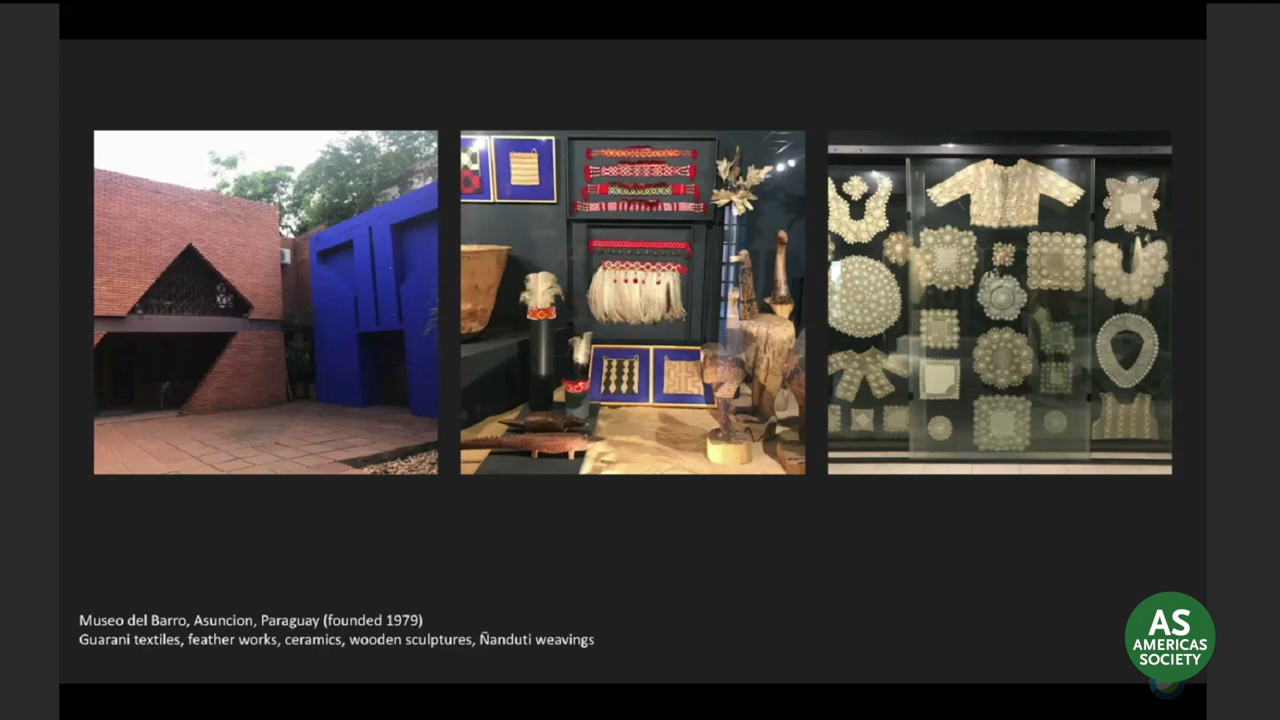 Museo del Barro, Asuncion, Paraguay (founded 1979)
Guarani textiles, feather works, ceramics, wooden sculptures, Ñanduti weavings
AS
AMERICAS
SOCIETY